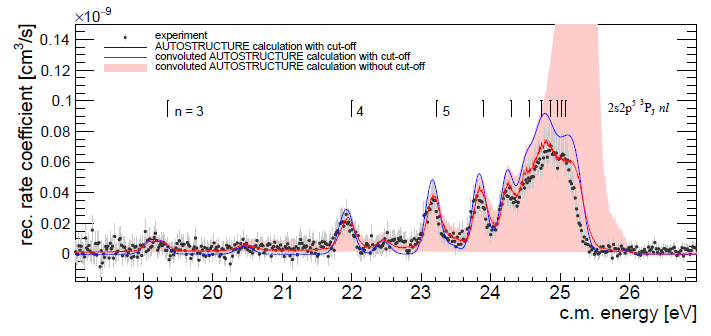 ×10⁻⁹
rec. rate coefficient [cm³/s]
0.14
0.12
0.1
0.08
0.06
0.04
0.02
0
experiment
AUTOSTRUCTURE calculation with cut-off
convoluted AUTOSTRUCTURE calculation with cut-off
convoluted AUTOSTRUCTURE calculation without cut-off
n = 3
4
5
2s2p⁵ ³P_J nl
19 20 21 22 23 24 25 26
c.m. energy [eV]